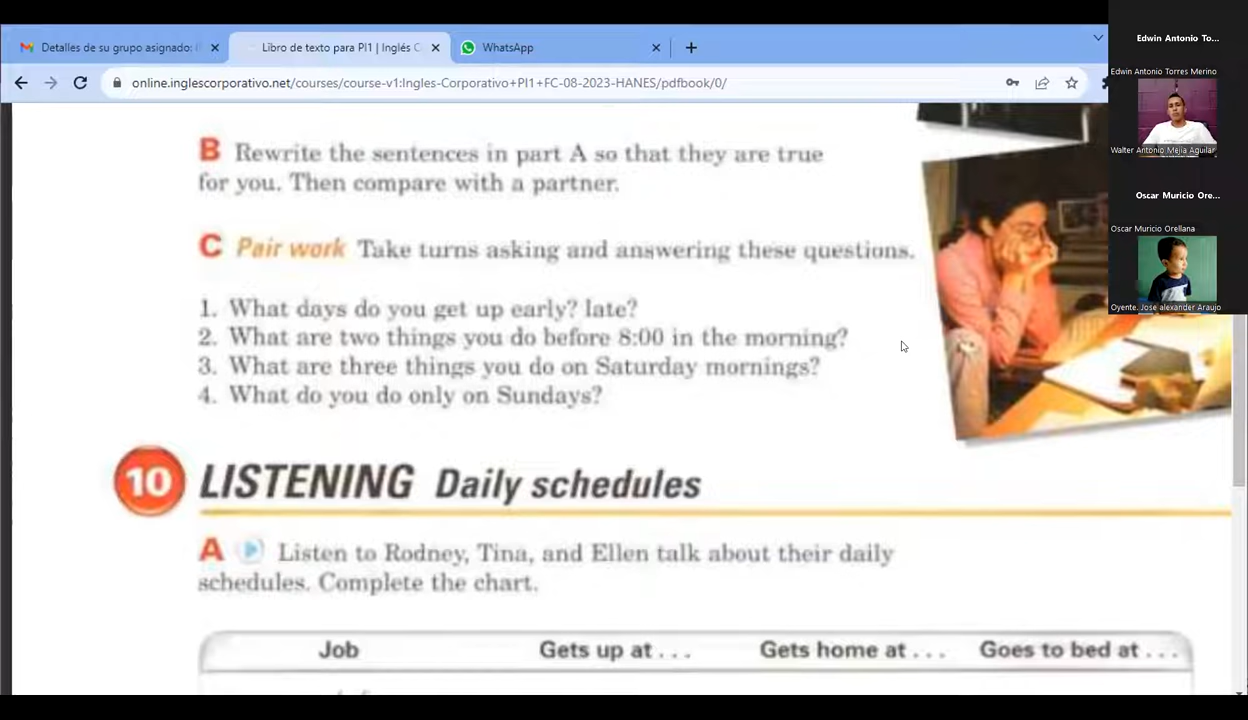 Detalles de su grupo asignado:
Libro de texto para PI1 | Inglés C
WhatsApp
online.inglescorporativo.net/courses/course-v1:Ingles-Corporativo+PI1+FC-08-2023-HANES/pdfbook/0/
Edwin Antonio To...
Edwin Antonio Torres Merino
Walter Antonio Mejia Aguilar
Oscar Muricio Ore...
Oscar Muricio Orellana
Oyente. Jose alexander Araujo
B Rewrite the sentences in part A so that they are true
for you. Then compare with a partner.
C Pair work Take turns asking and answering these questions.
1. What days do you get up early? late?
2. What are two things you do before 8:00 in the morning?
3. What are three things you do on Saturday mornings?
4. What do you do only on Sundays?
10 LISTENING Daily schedules
A Listen to Rodney, Tina, and Ellen talk about their daily
schedules. Complete the chart.
Job Gets up at . . . Gets home at . . . Goes to bed at . . .